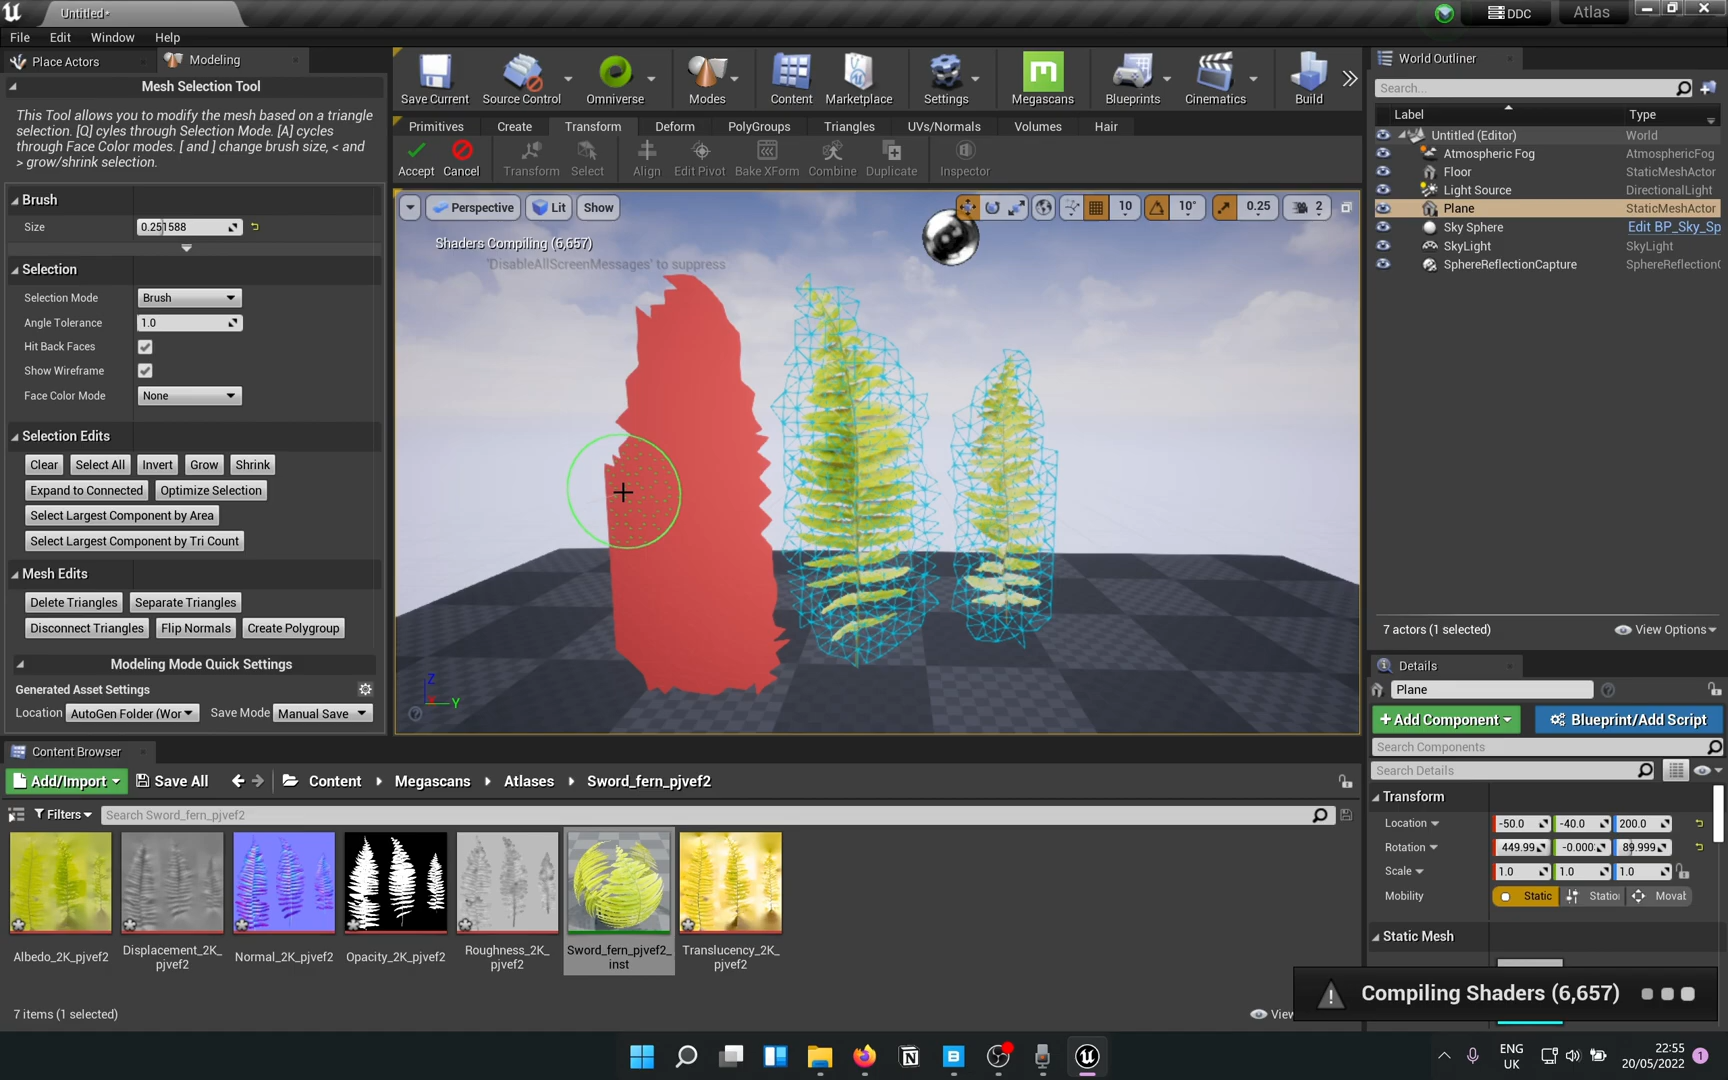 Untitled*
DDC
Atlas
File Edit Window Help
Place Actors
Modeling
Mesh Selection Tool
This Tool allows you to modify the mesh based on a triangle
selection. [Q] cyles through Selection Mode. [A] cycles
through Face Color modes. [ and ] change brush size, < and
> grow/shrink selection.
Brush
Size 0.251588
Selection
Selection Mode Brush
Angle Tolerance 1.0
Hit Back Faces
Show Wireframe
Face Color Mode None
Selection Edits
Clear Select All Invert Grow Shrink
Expand to Connected Optimize Selection
Select Largest Component by Area
Select Largest Component by Tri Count
Mesh Edits
Delete Triangles Separate Triangles
Disconnect Triangles Flip Normals Create Polygroup
Modeling Mode Quick Settings
Generated Asset Settings
Location AutoGen Folder (Wor Save Mode Manual Save
Save Current Source Control Omniverse Modes Content Marketplace Settings Megascans Blueprints Cinematics Build
Primitives Create Transform Deform PolyGroups Triangles UVs/Normals Volumes Hair
Accept Cancel Transform Select Align Edit Pivot Bake XForm Combine Duplicate Inspector
Perspective Lit Show 10 10° 0.25 2
Shaders Compiling (6,657)
'DisableAllScreenMessages' to suppress
Z
Y
World Outliner
Search...
Label Type
Untitled (Editor) World
Atmospheric Fog AtmosphericFog
Floor StaticMeshActor
Light Source DirectionalLight
Plane StaticMeshActor
Sky Sphere Edit BP_Sky_Sp
SkyLight SkyLight
SphereReflectionCapture SphereReflectionC
7 actors (1 selected) View Options
Details
Plane
+Add Component Blueprint/Add Script
Search Components
Search Details
Transform
Location -50.0 -40.0 200.0
Rotation 449.99 -0.000 89.999
Scale 1.0 1.0 1.0
Mobility Static Station Movab
Static Mesh
Content Browser
Add/Import Save All Content Megascans Atlases Sword_fern_pjvef2
Filters Search Sword_fern_pjvef2
Albedo_2K_pjvef2
Displacement_2K_
pjvef2
Normal_2K_pjvef2
Opacity_2K_pjvef2
Roughness_2K_
pjvef2
Sword_fern_pjvef2_
inst
Translucency_2K_
pjvef2
7 items (1 selected)
View
Compiling Shaders (6,657)
ENG
UK
22:55
20/05/2022
1